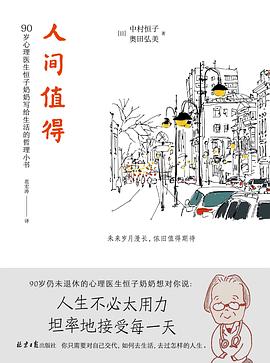 [日] 中村恒子
奥田弘美 著
人间值得
90岁心理医生恒子奶奶写给生活的哲理小书
范宏涛 译
未来岁月漫长，依旧值得期待
90岁仍未退休的心理医生恒子奶奶想对你说：
人生不必太用力
坦率地接受每一天
你只需要对自己交代，如何去生活，去过怎样的人生。
北京日报出版社